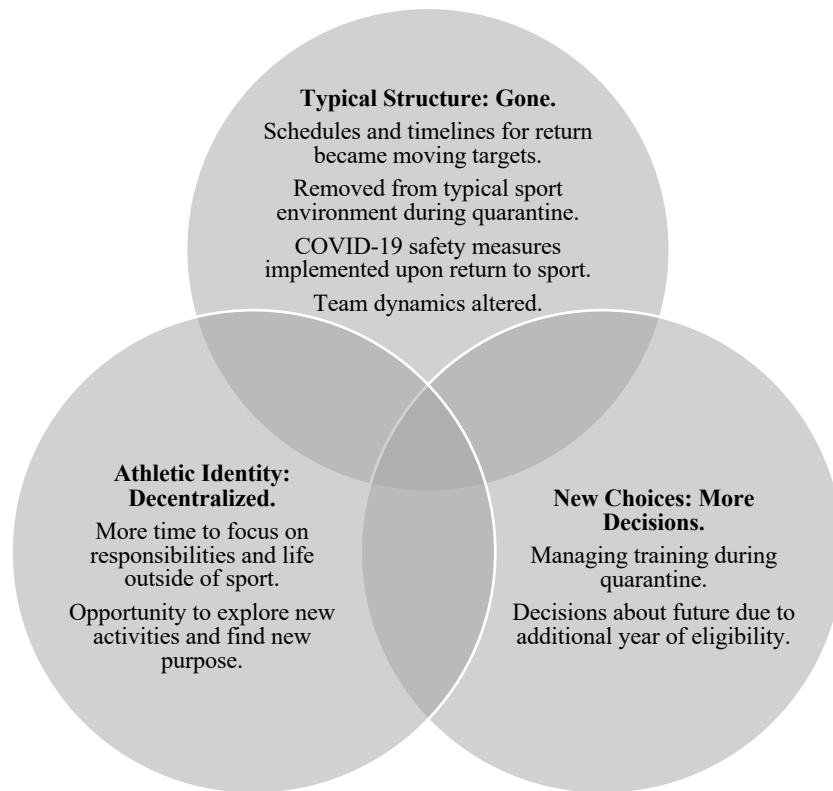 Typical Structure: Gone.
Schedules and timelines for return
became moving targets.
Removed from typical sport
environment during quarantine.
COVID-19 safety measures
implemented upon return to sport.
Team dynamics altered.
Athletic Identity:
Decentralized.
More time to focus on
responsibilities and life
outside of sport.
Opportunity to explore new
activities and find new
purpose.
New Choices: More
Decisions.
Managing training during
quarantine.
Decisions about future due to
additional year of eligibility.